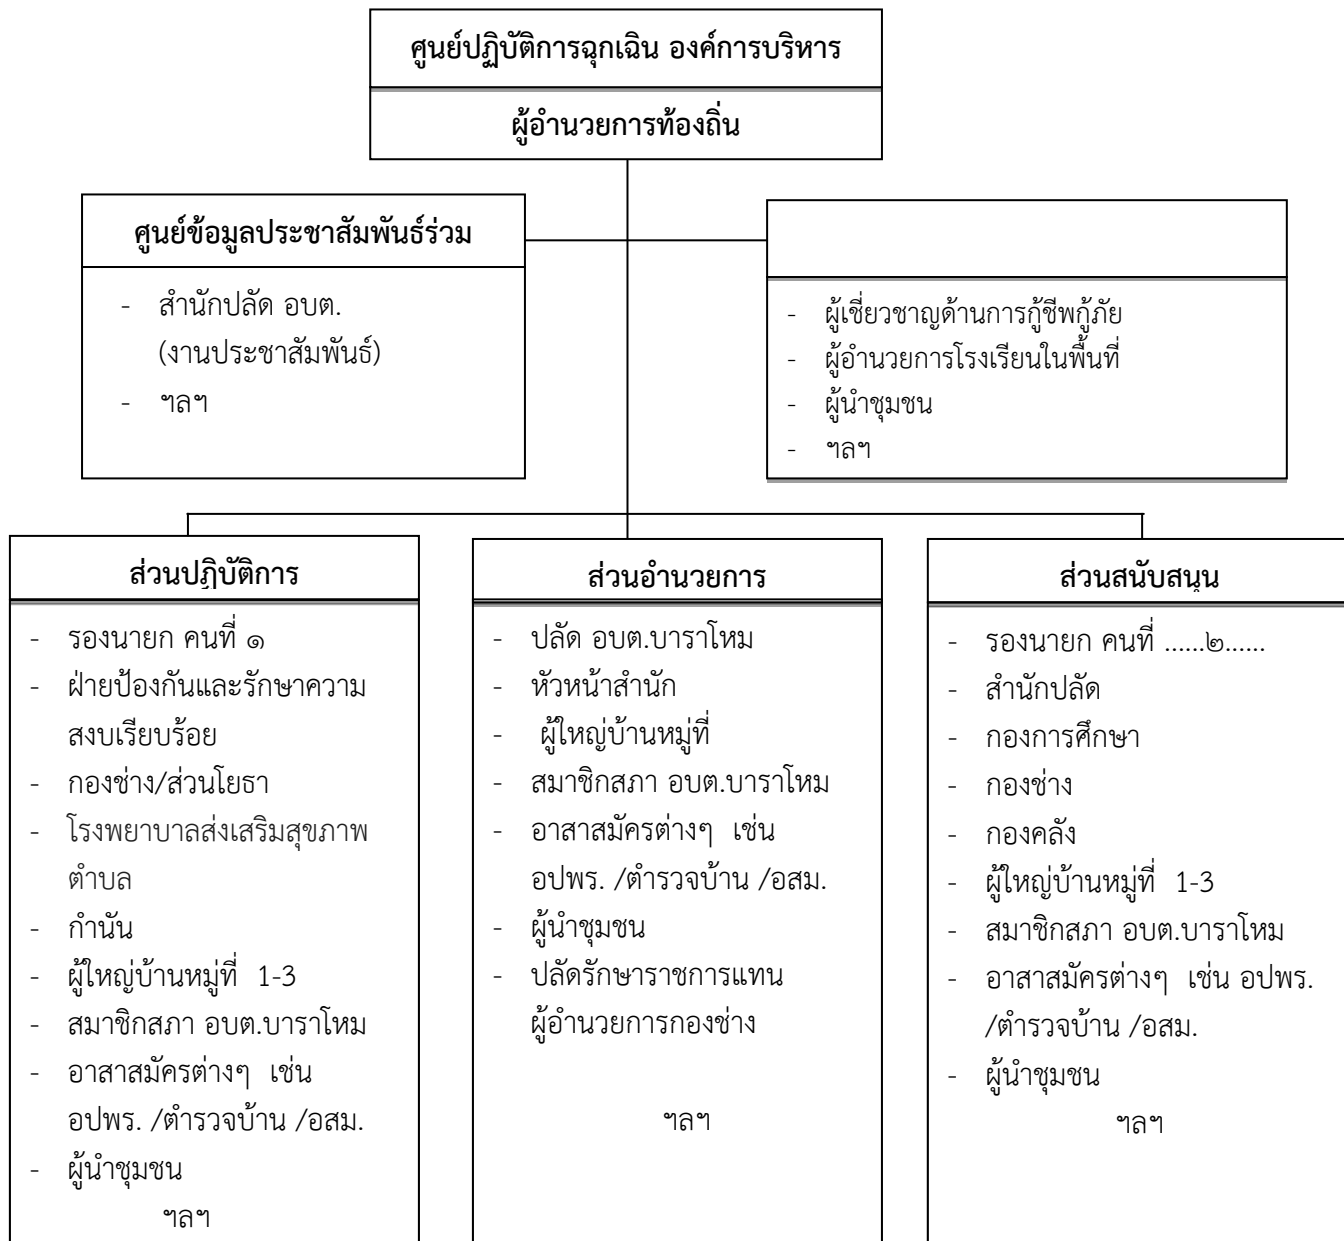 ศูนย์ปฏิบัติการฉุกเฉิน องค์การบริหาร
ผู้อำนวยการท้องถิ่น
ศูนย์ข้อมูลประชาสัมพันธ์ร่วม
- สำนักปลัด อบต.
(งานประชาสัมพันธ์)
- ฯลฯ
- ผู้เชี่ยวชาญด้านการกู้ชีพกู้ภัย
- ผู้อำนวยการโรงเรียนในพื้นที่
- ผู้นำชุมชน
- ฯลฯ
ส่วนปฏิบัติการ
- รองนายก คนที่ ๑
- ฝ่ายป้องกันและรักษาความ
สงบเรียบร้อย
- กองช่าง/ส่วนโยธา
- โรงพยาบาลส่งเสริมสุขภาพ
ตำบล
- กำนัน
- ผู้ใหญ่บ้านหมู่ที่ 1-3
- สมาชิกสภา อบต.บาราโหม
- อาสาสมัครต่างๆ เช่น
อปพร. /ตำรวจบ้าน /อสม.
- ผู้นำชุมชน
ฯลฯ
ส่วนอำนวยการ
- ปลัด อบต.บาราโหม
- หัวหน้าสำนัก
- ผู้ใหญ่บ้านหมู่ที่
- สมาชิกสภา อบต.บาราโหม
- อาสาสมัครต่างๆ เช่น
อปพร. /ตำรวจบ้าน /อสม.
- ผู้นำชุมชน
- ปลัดรักษาราชการแทน
ผู้อำนวยการกองช่าง
ฯลฯ
ส่วนสนับสนุน
- รองนายก คนที่ ......๒......
- สำนักปลัด
- กองการศึกษา
- กองช่าง
- กองคลัง
- ผู้ใหญ่บ้านหมู่ที่ 1-3
- สมาชิกสภา อบต.บาราโหม
- อาสาสมัครต่างๆ เช่น อปพร.
/ตำรวจบ้าน /อสม.
- ผู้นำชุมชน
ฯลฯ